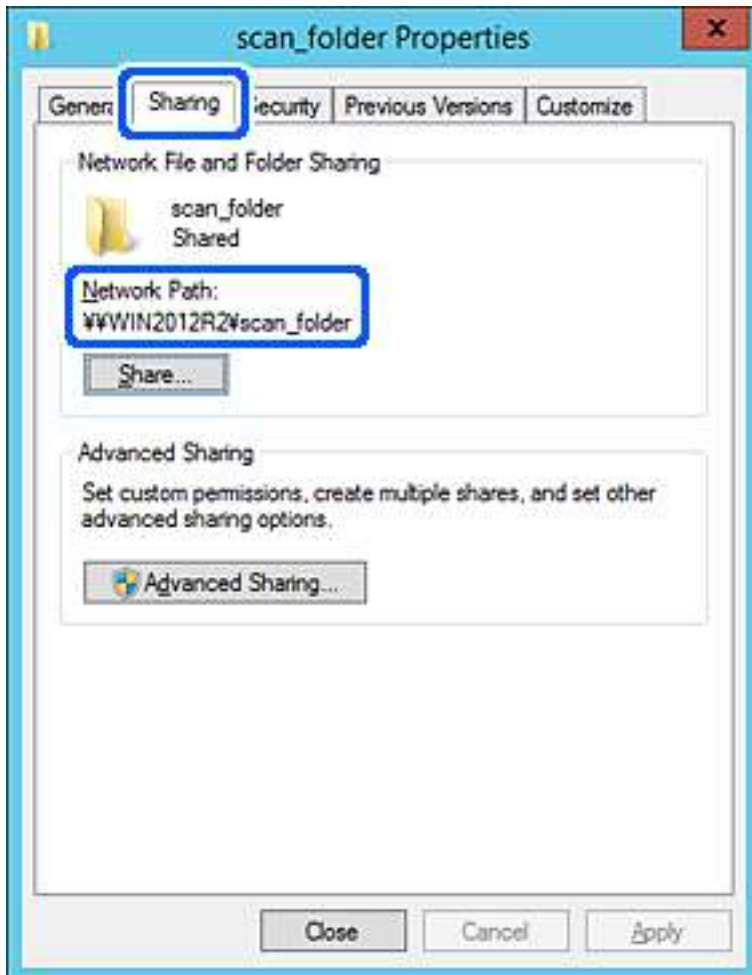 scan_folder Properties
x
General Sharing Security Previous Versions Customize
Network File and Folder Sharing
scan_folder
Shared
Network Path:
¥¥WIN2012R2¥scan_folder
Share...
Advanced Sharing
Set custom permissions, create multiple shares, and set other
advanced sharing options.
Advanced Sharing...
Close Cancel Apply